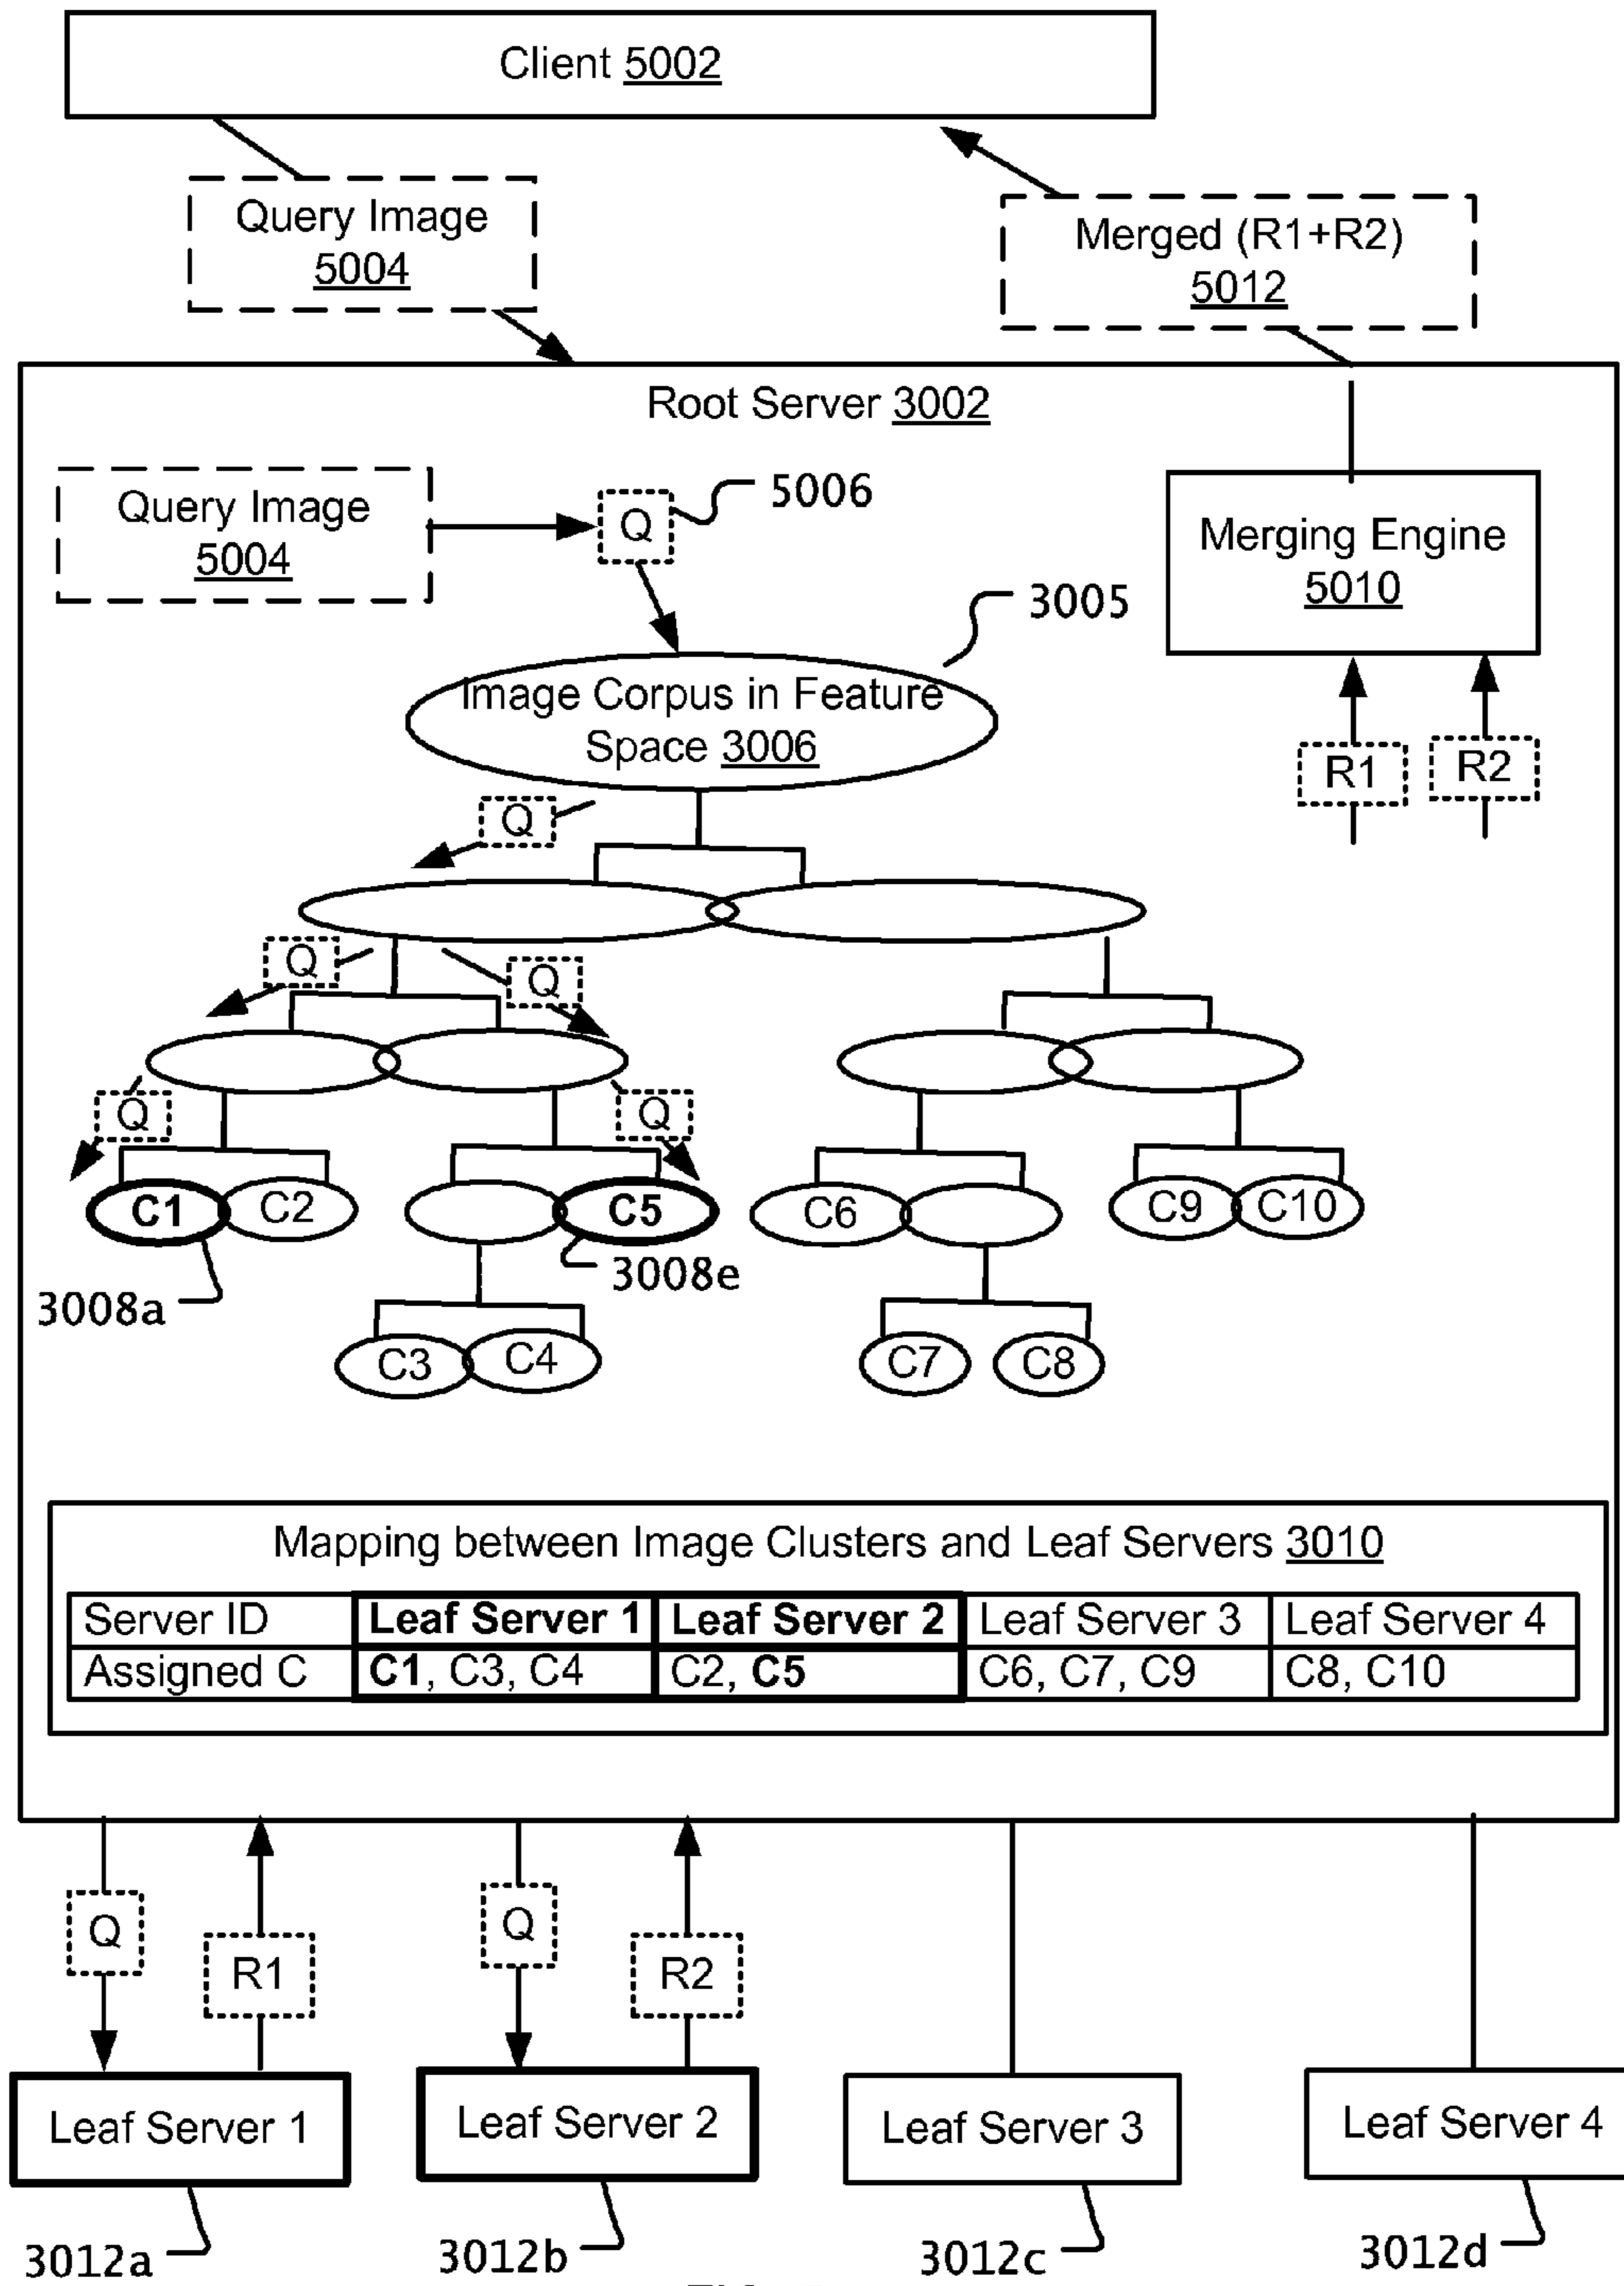 Client 5002
Query Image
5004
Merged (R1+R2)
5012
Root Server 3002
Query Image
5004
Q
5006
Merging Engine
5010
3005
Image Corpus in Feature
Space 3006
R1
R2
Q
Q
Q
Q
Q
C1
C2
C5
C6
C9
C10
3008a
3008e
C3
C4
C7
C8
Mapping between Image Clusters and Leaf Servers 3010
Server ID Leaf Server 1 Leaf Server 2 Leaf Server 3 Leaf Server 4
Assigned C C1, C3, C4 C2, C5 C6, C7, C9 C8, C10
Q
R1
Q
R2
Leaf Server 1
Leaf Server 2
Leaf Server 3
Leaf Server 4
3012a
3012b
3012c
3012d